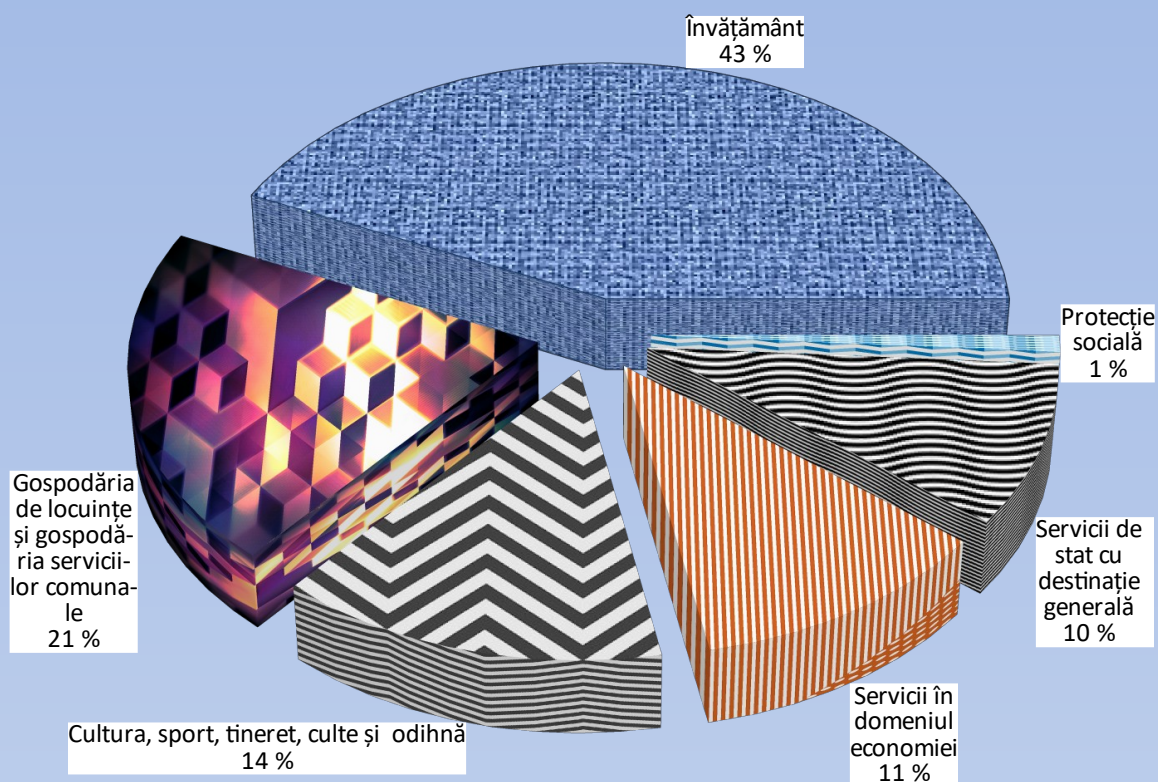 Învățământ
43 %
Protecție
socială
1 %
Servicii de
stat cu
destinație
generală
10 %
Servicii în
domeniul
economiei
11 %
Cultura, sport, tineret, culte și odihnă
14 %
Gospodăria
de locuințe
și gospodă-
ria servicii-
lor comuna-
le
21 %